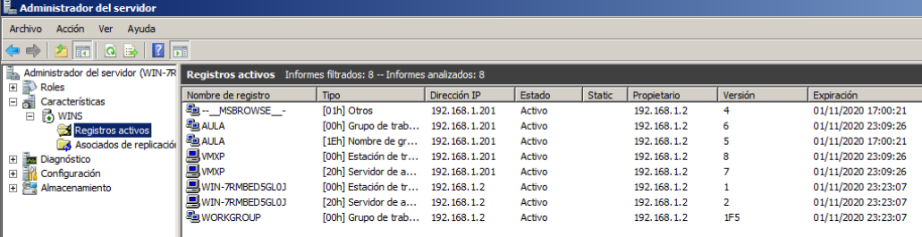 Administrador del servidor
Archivo Acción Ver Ayuda
Administrador del servidor (WIN-7R
Roles
Características
WINS
Registros activos
Asociados de replicació
Diagnóstico
Configuración
Almacenamiento
Registros activos Informes filtrados: 8 -- Informes analizados: 8
Nombre de registro Tipo Dirección IP Estado Static Propietario Versión Expiración
--__MSBROWSE__- [01h] Otros 192.168.1.201 Activo 192.168.1.2 4 01/11/2020 17:00:21
AULA [00h] Grupo de trab... 192.168.1.201 Activo 192.168.1.2 6 01/11/2020 23:09:26
AULA [1Eh] Nombre de gr... 192.168.1.201 Activo 192.168.1.2 5 01/11/2020 17:00:21
VMXP [00h] Estación de tr... 192.168.1.201 Activo 192.168.1.2 8 01/11/2020 23:09:26
VMXP [20h] Servidor de a... 192.168.1.201 Activo 192.168.1.2 7 01/11/2020 23:09:26
WIN-7RMBED5GL0J [00h] Estación de tr... 192.168.1.2 Activo 192.168.1.2 1 01/11/2020 23:23:07
WIN-7RMBED5GL0J [20h] Servidor de a... 192.168.1.2 Activo 192.168.1.2 2 01/11/2020 23:23:07
WORKGROUP [00h] Grupo de trab... 192.168.1.2 Activo 192.168.1.2 1F5 01/11/2020 23:23:07